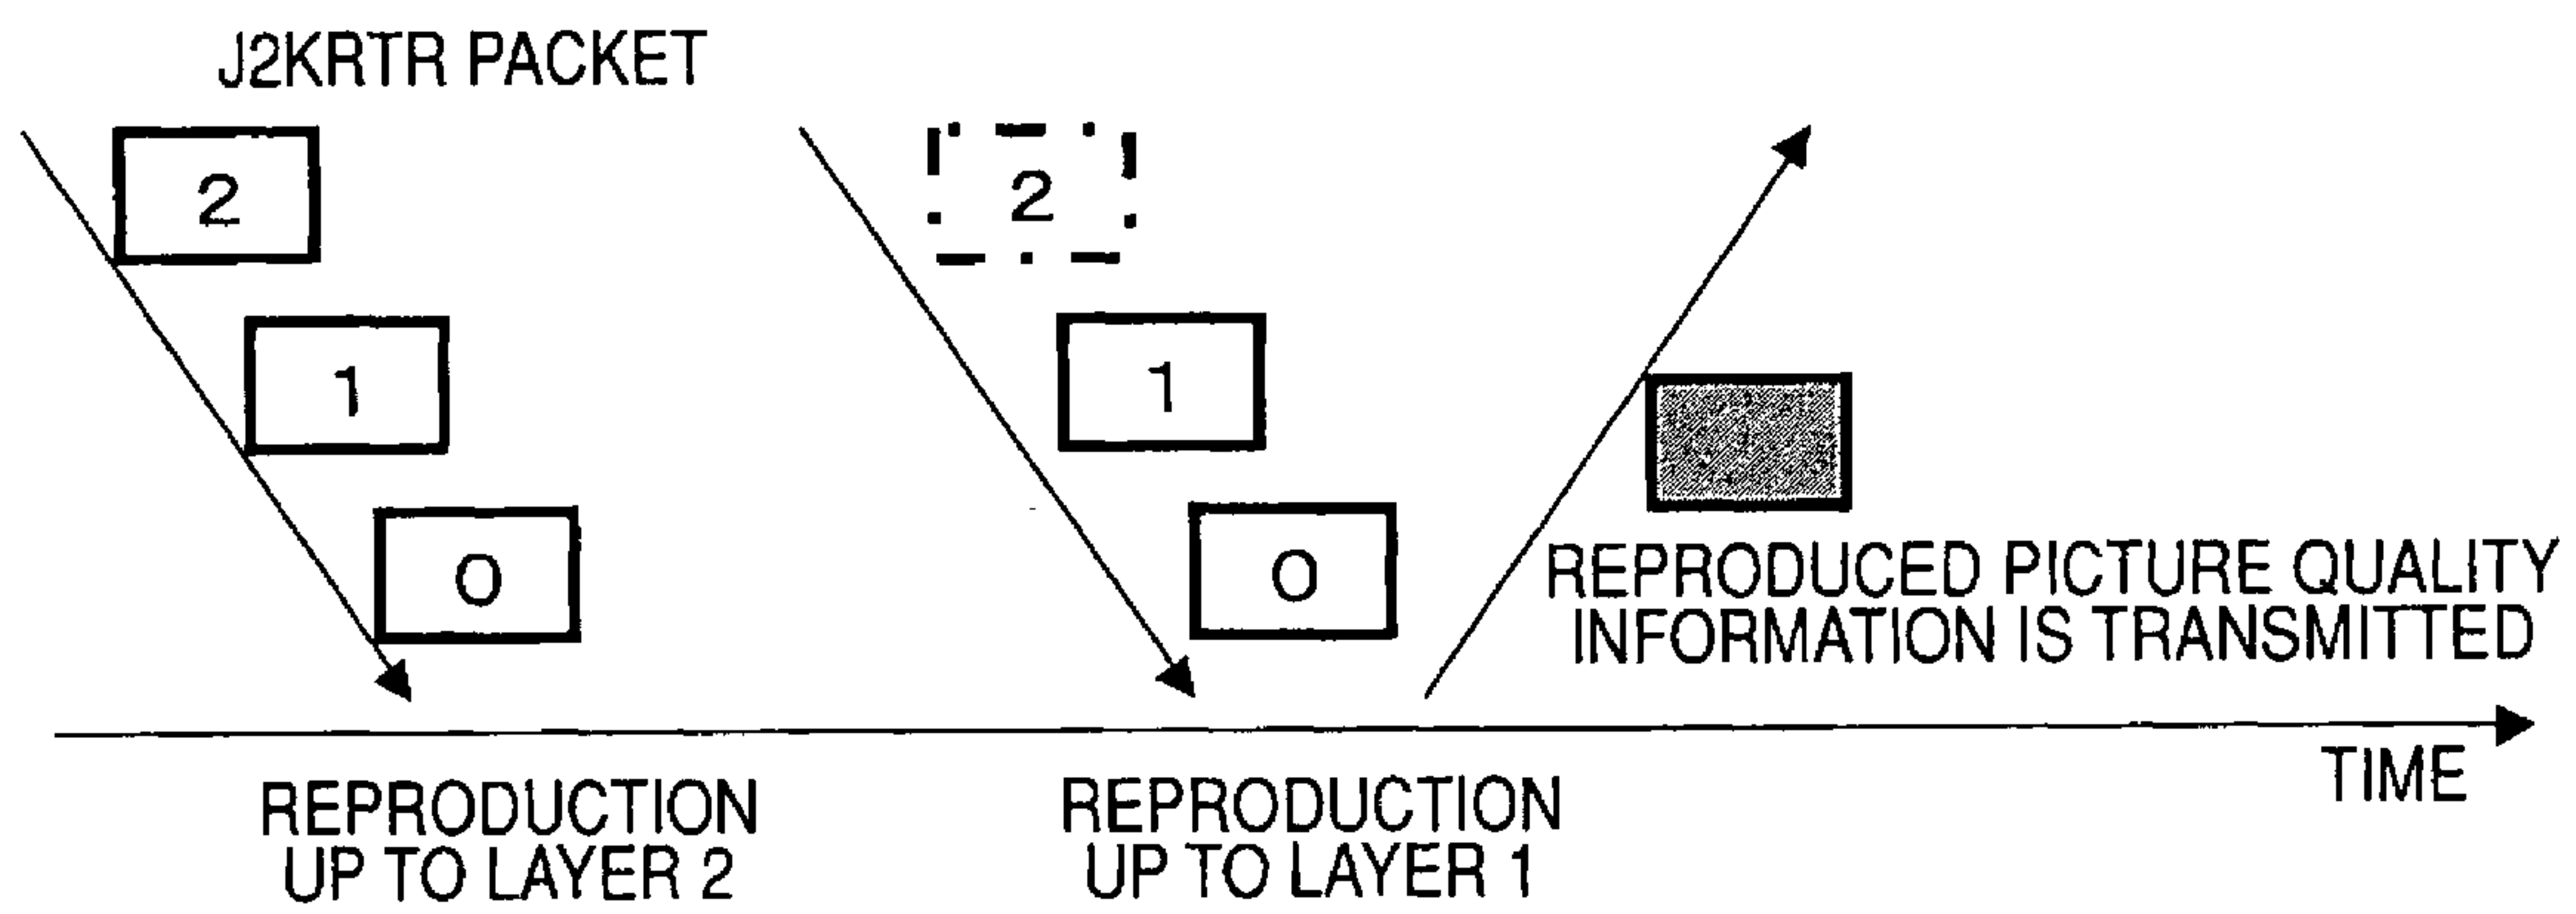 J2KRTR PACKET
2
1
0
2
1
0
REPRODUCED PICTURE QUALITY
INFORMATION IS TRANSMITTED
TIME
REPRODUCTION
UP TO LAYER 2
REPRODUCTION
UP TO LAYER 1